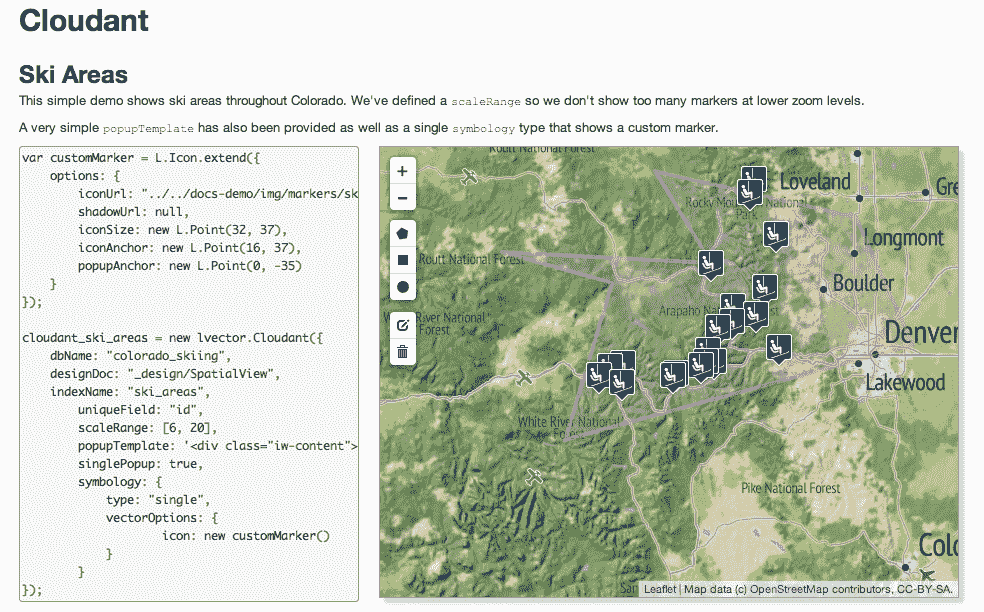 Cloudant
Ski Areas
This simple demo shows ski areas throughout Colorado. We've defined a scaleRange so we don't show too many markers at lower zoom levels.
A very simple popupTemplate has also been provided as well as a single symbology type that shows a custom marker.
var customMarker = L.Icon.extend({
options: {
iconUrl: "../../docs-demo/img/markers/sk
shadowUrl: null,
iconSize: new L.Point(32, 37),
iconAnchor: new L.Point(16, 37),
popupAnchor: new L.Point(0, -35)
}
});
cloudant_ski_areas = new lvector.Cloudant({
dbName: "colorado_skiing",
designDoc: "_design/SpatialView",
indexName: "ski_areas",
uniqueField: "id",
scaleRange: [6, 20],
popupTemplate: '<div class="iw-content">
singlePopup: true,
symbology: {
type: "single",
vectorOptions: {
icon: new customMarker()
}
}
});
Routt National Forest
+
−
Loveland
Gre
Rocky Mou National
Park
Longmont
Routt National Forest
Boulder
Arapaho Na st
W River National
Forest
Denver
Lakewood
White River National
Forest
Pike National Forest
Colo
Sar
Leaflet | Map data (c) OpenStreetMap contributors, CC-BY-SA.